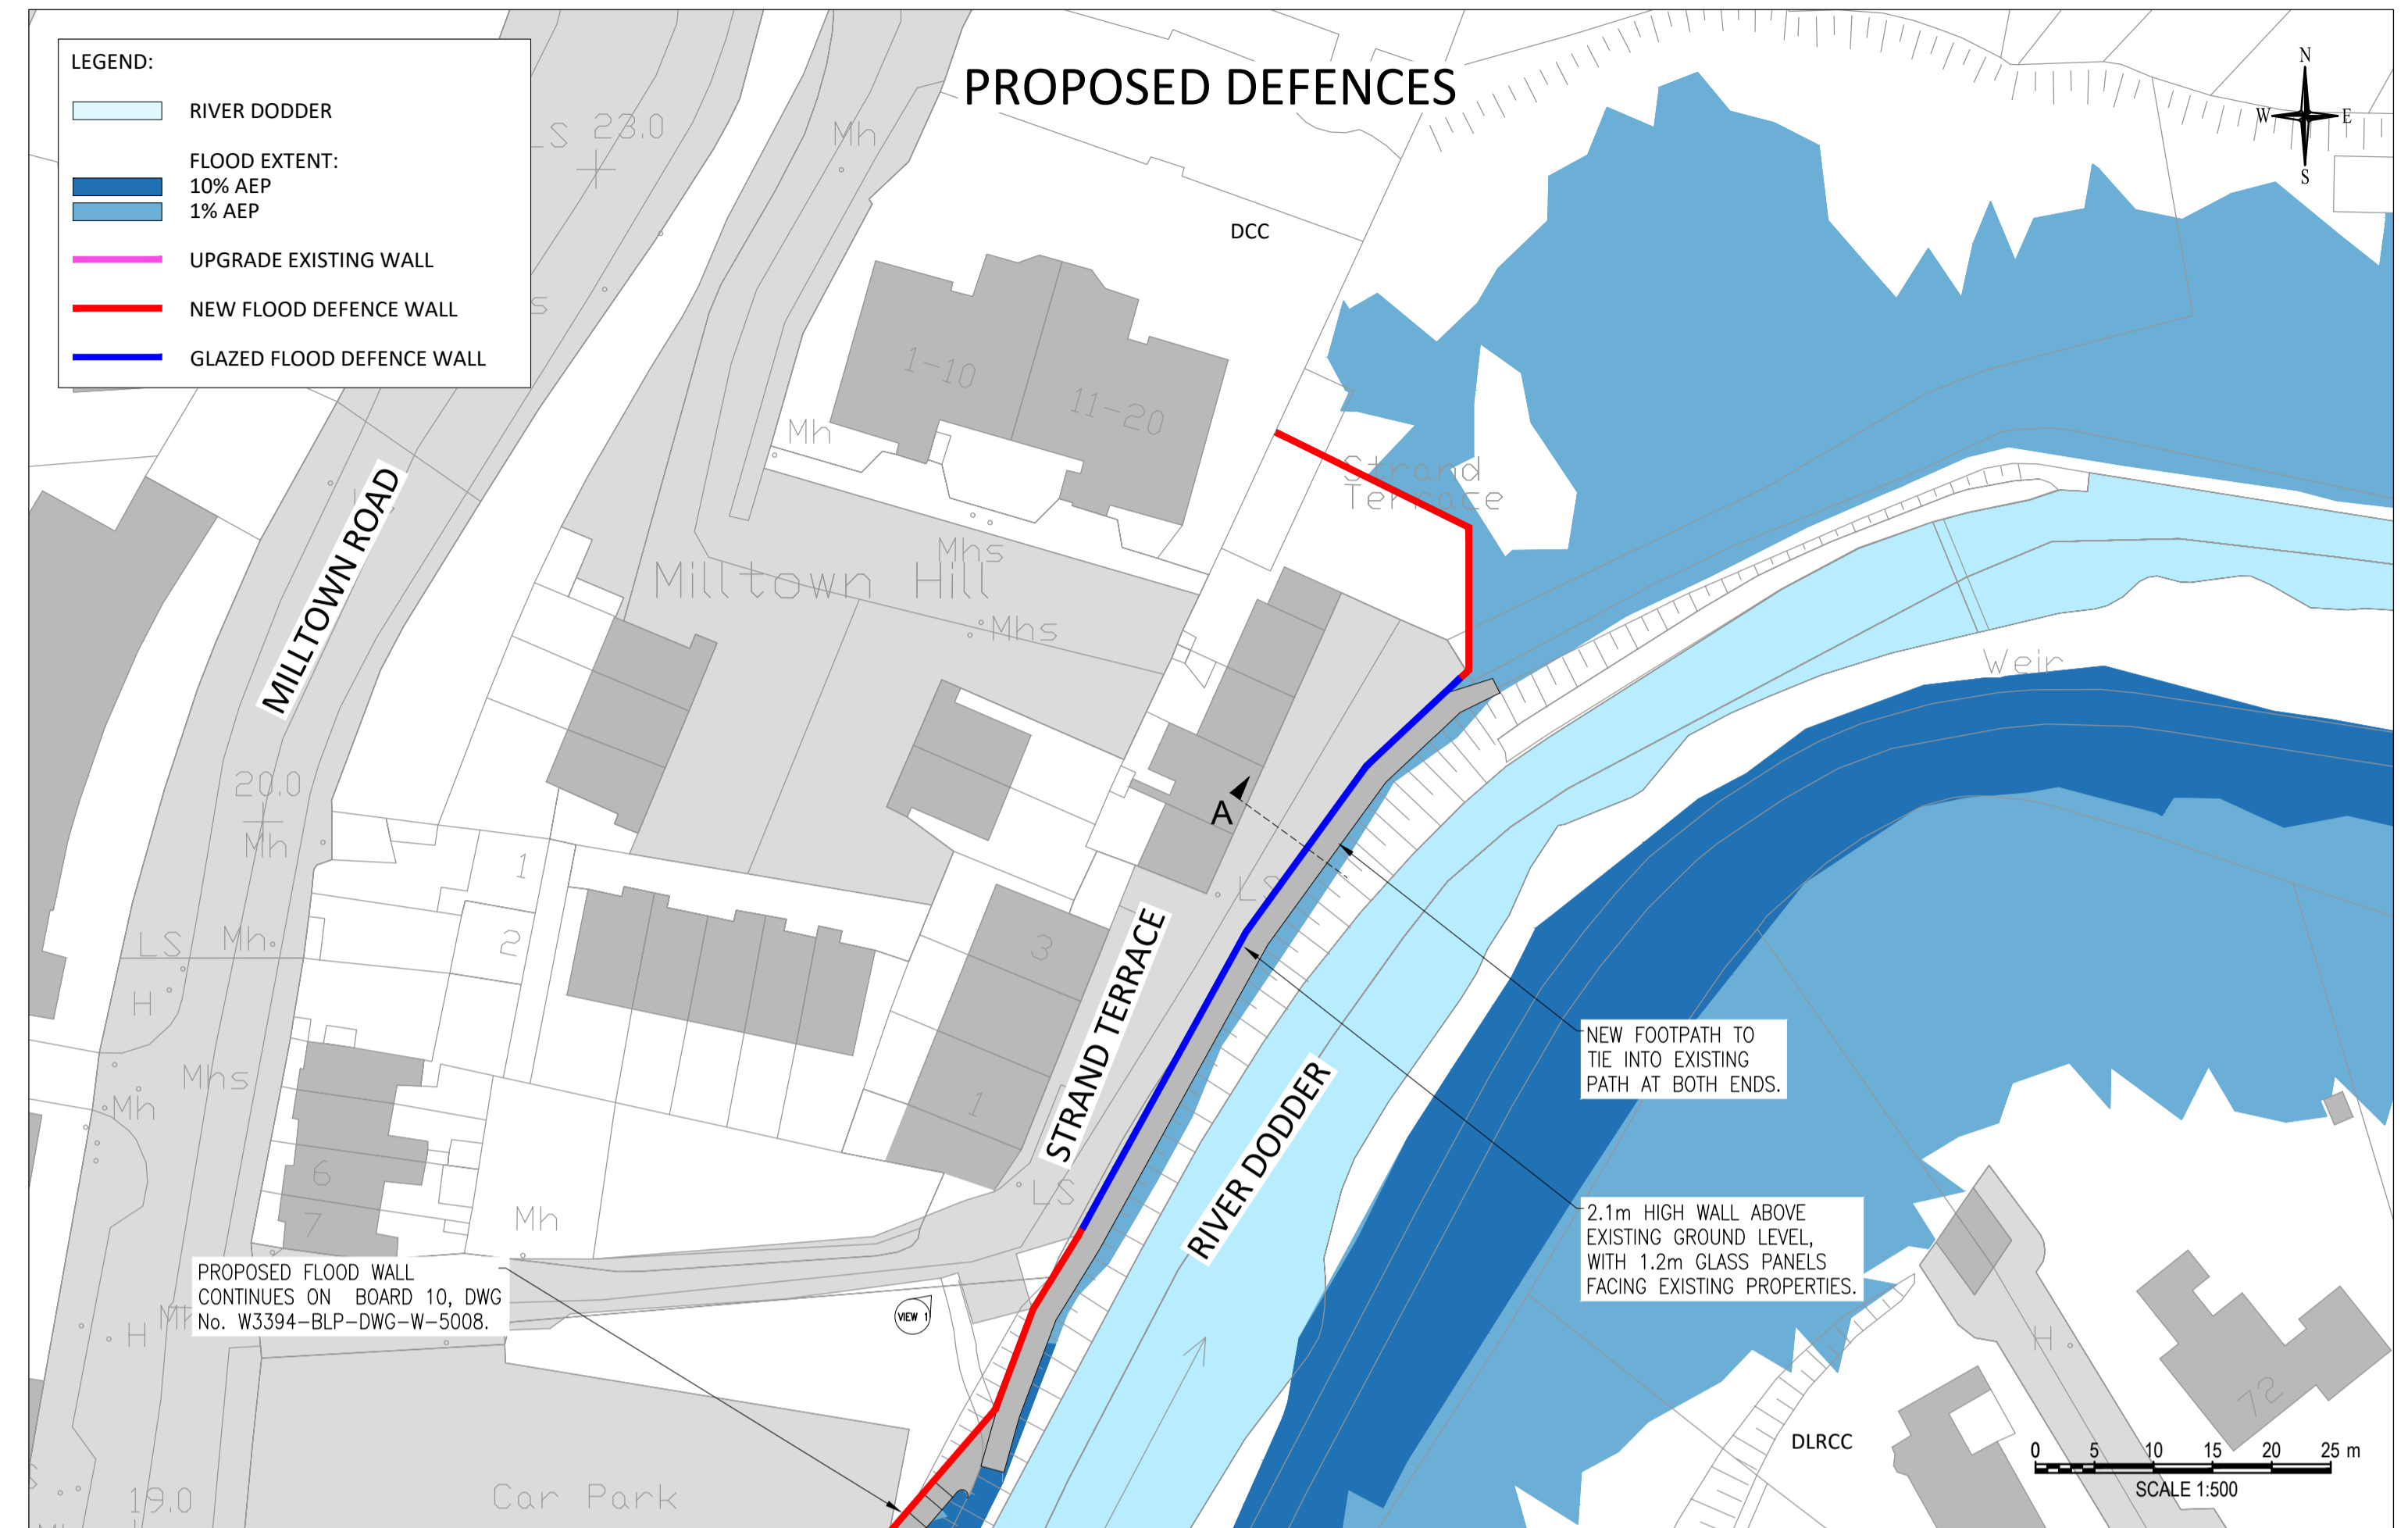 PROPOSED DEFENCES
LEGEND:
RIVER DODDER
FLOOD EXTENT:
10% AEP
1% AEP
UPGRADE EXISTING WALL
NEW FLOOD DEFENCE WALL
GLAZED FLOOD DEFENCE WALL
N
W E
S
LS 23.0
Mh
DCC
1-10
11-20
Mh
Strand
Terrace
Mhs
Milltown Hill
Mhs
MILLTOWN ROAD
Weir
20.0
Mh
A
1
2
LS
LS Mh
3
H
STRAND TERRACE
NEW FOOTPATH TO
TIE INTO EXISTING
PATH AT BOTH ENDS.
Mhs
Mh
1
RIVER DODDER
6
7
LS
Mh
2.1m HIGH WALL ABOVE
EXISTING GROUND LEVEL,
WITH 1.2m GLASS PANELS
FACING EXISTING PROPERTIES.
PROPOSED FLOOD WALL
CONTINUES ON BOARD 10, DWG
No. W3394-BLP-DWG-W-5008.
VIEW 1
H
H
72
DLRCC
Car Park
19.0
0 5 10 15 20 25 m
SCALE 1:500